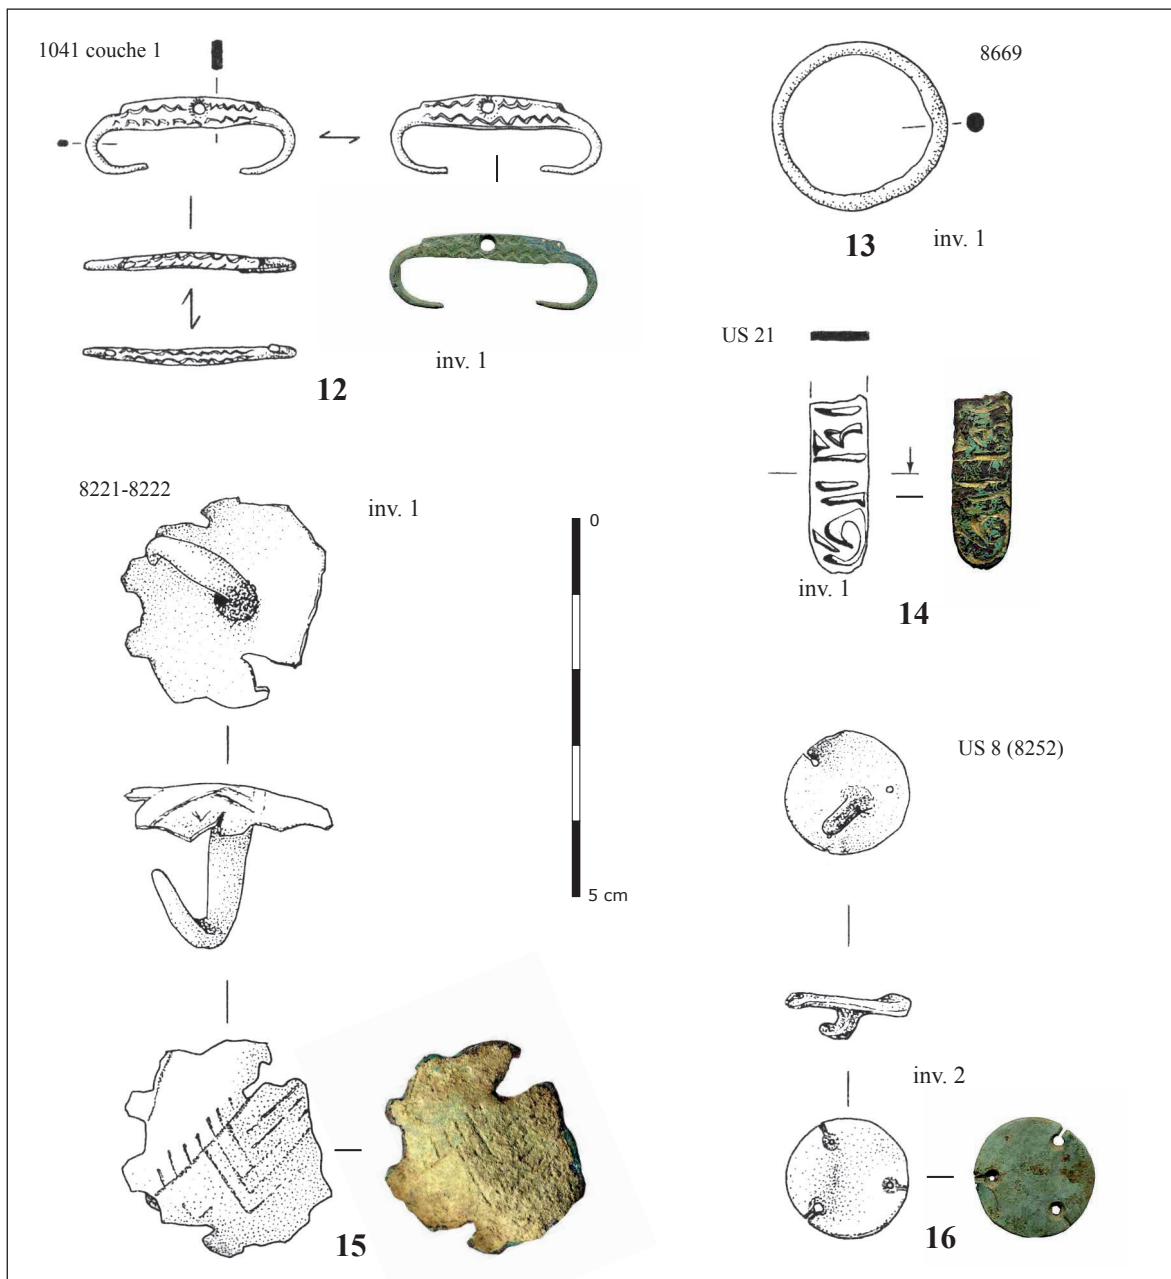 1041 couche 1
inv. 1
12
8669
inv. 1
13
US 21
inv. 1
14
8221-8222
inv. 1
0
5 cm
15
US 8 (8252)
inv. 2
16